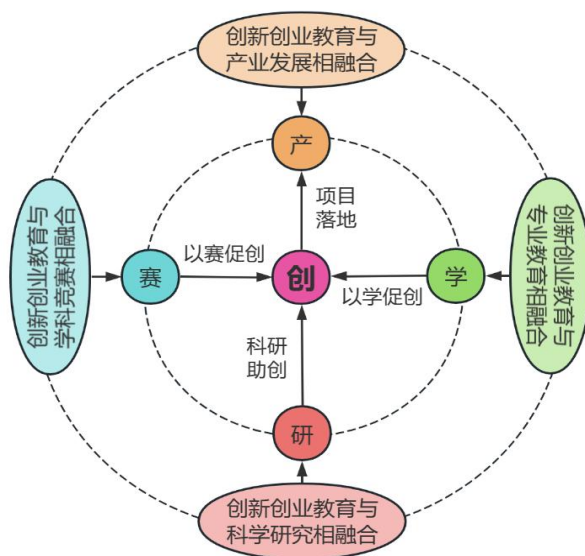 创新创业教育与
产业发展相融合
产
项目
落地
创新创业教育与
学科竞赛相融合
赛
以赛促创
创
以学促创
学
创新创业教育与
专业教育相融合
科研
助创
研
创新创业教育与
科学研究相融合